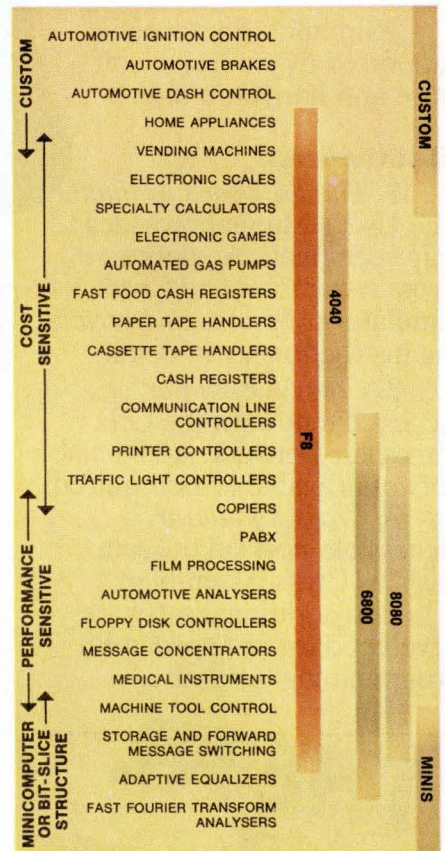 AUTOMOTIVE IGNITION CONTROL
AUTOMOTIVE BRAKES
AUTOMOTIVE DASH CONTROL
HOME APPLIANCES
VENDING MACHINES
ELECTRONIC SCALES
SPECIALTY CALCULATORS
ELECTRONIC GAMES
AUTOMATED GAS PUMPS
FAST FOOD CASH REGISTERS
PAPER TAPE HANDLERS
CASSETTE TAPE HANDLERS
CASH REGISTERS
COMMUNICATION LINE
CONTROLLERS
PRINTER CONTROLLERS
TRAFFIC LIGHT CONTROLLERS
COPIERS
PABX
FILM PROCESSING
AUTOMOTIVE ANALYSERS
FLOPPY DISK CONTROLLERS
MESSAGE CONCENTRATORS
MEDICAL INSTRUMENTS
MACHINE TOOL CONTROL
STORAGE AND FORWARD
MESSAGE SWITCHING
ADAPTIVE EQUALIZERS
FAST FOURIER TRANSFORM
ANALYSERS
CUSTOM
COST
SENSITIVE
PERFORMANCE
SENSITIVE
MINICOMPUTER
OR BIT-SLICE
STRUCTURE
F8
4040
6800
8080
CUSTOM
MINIS